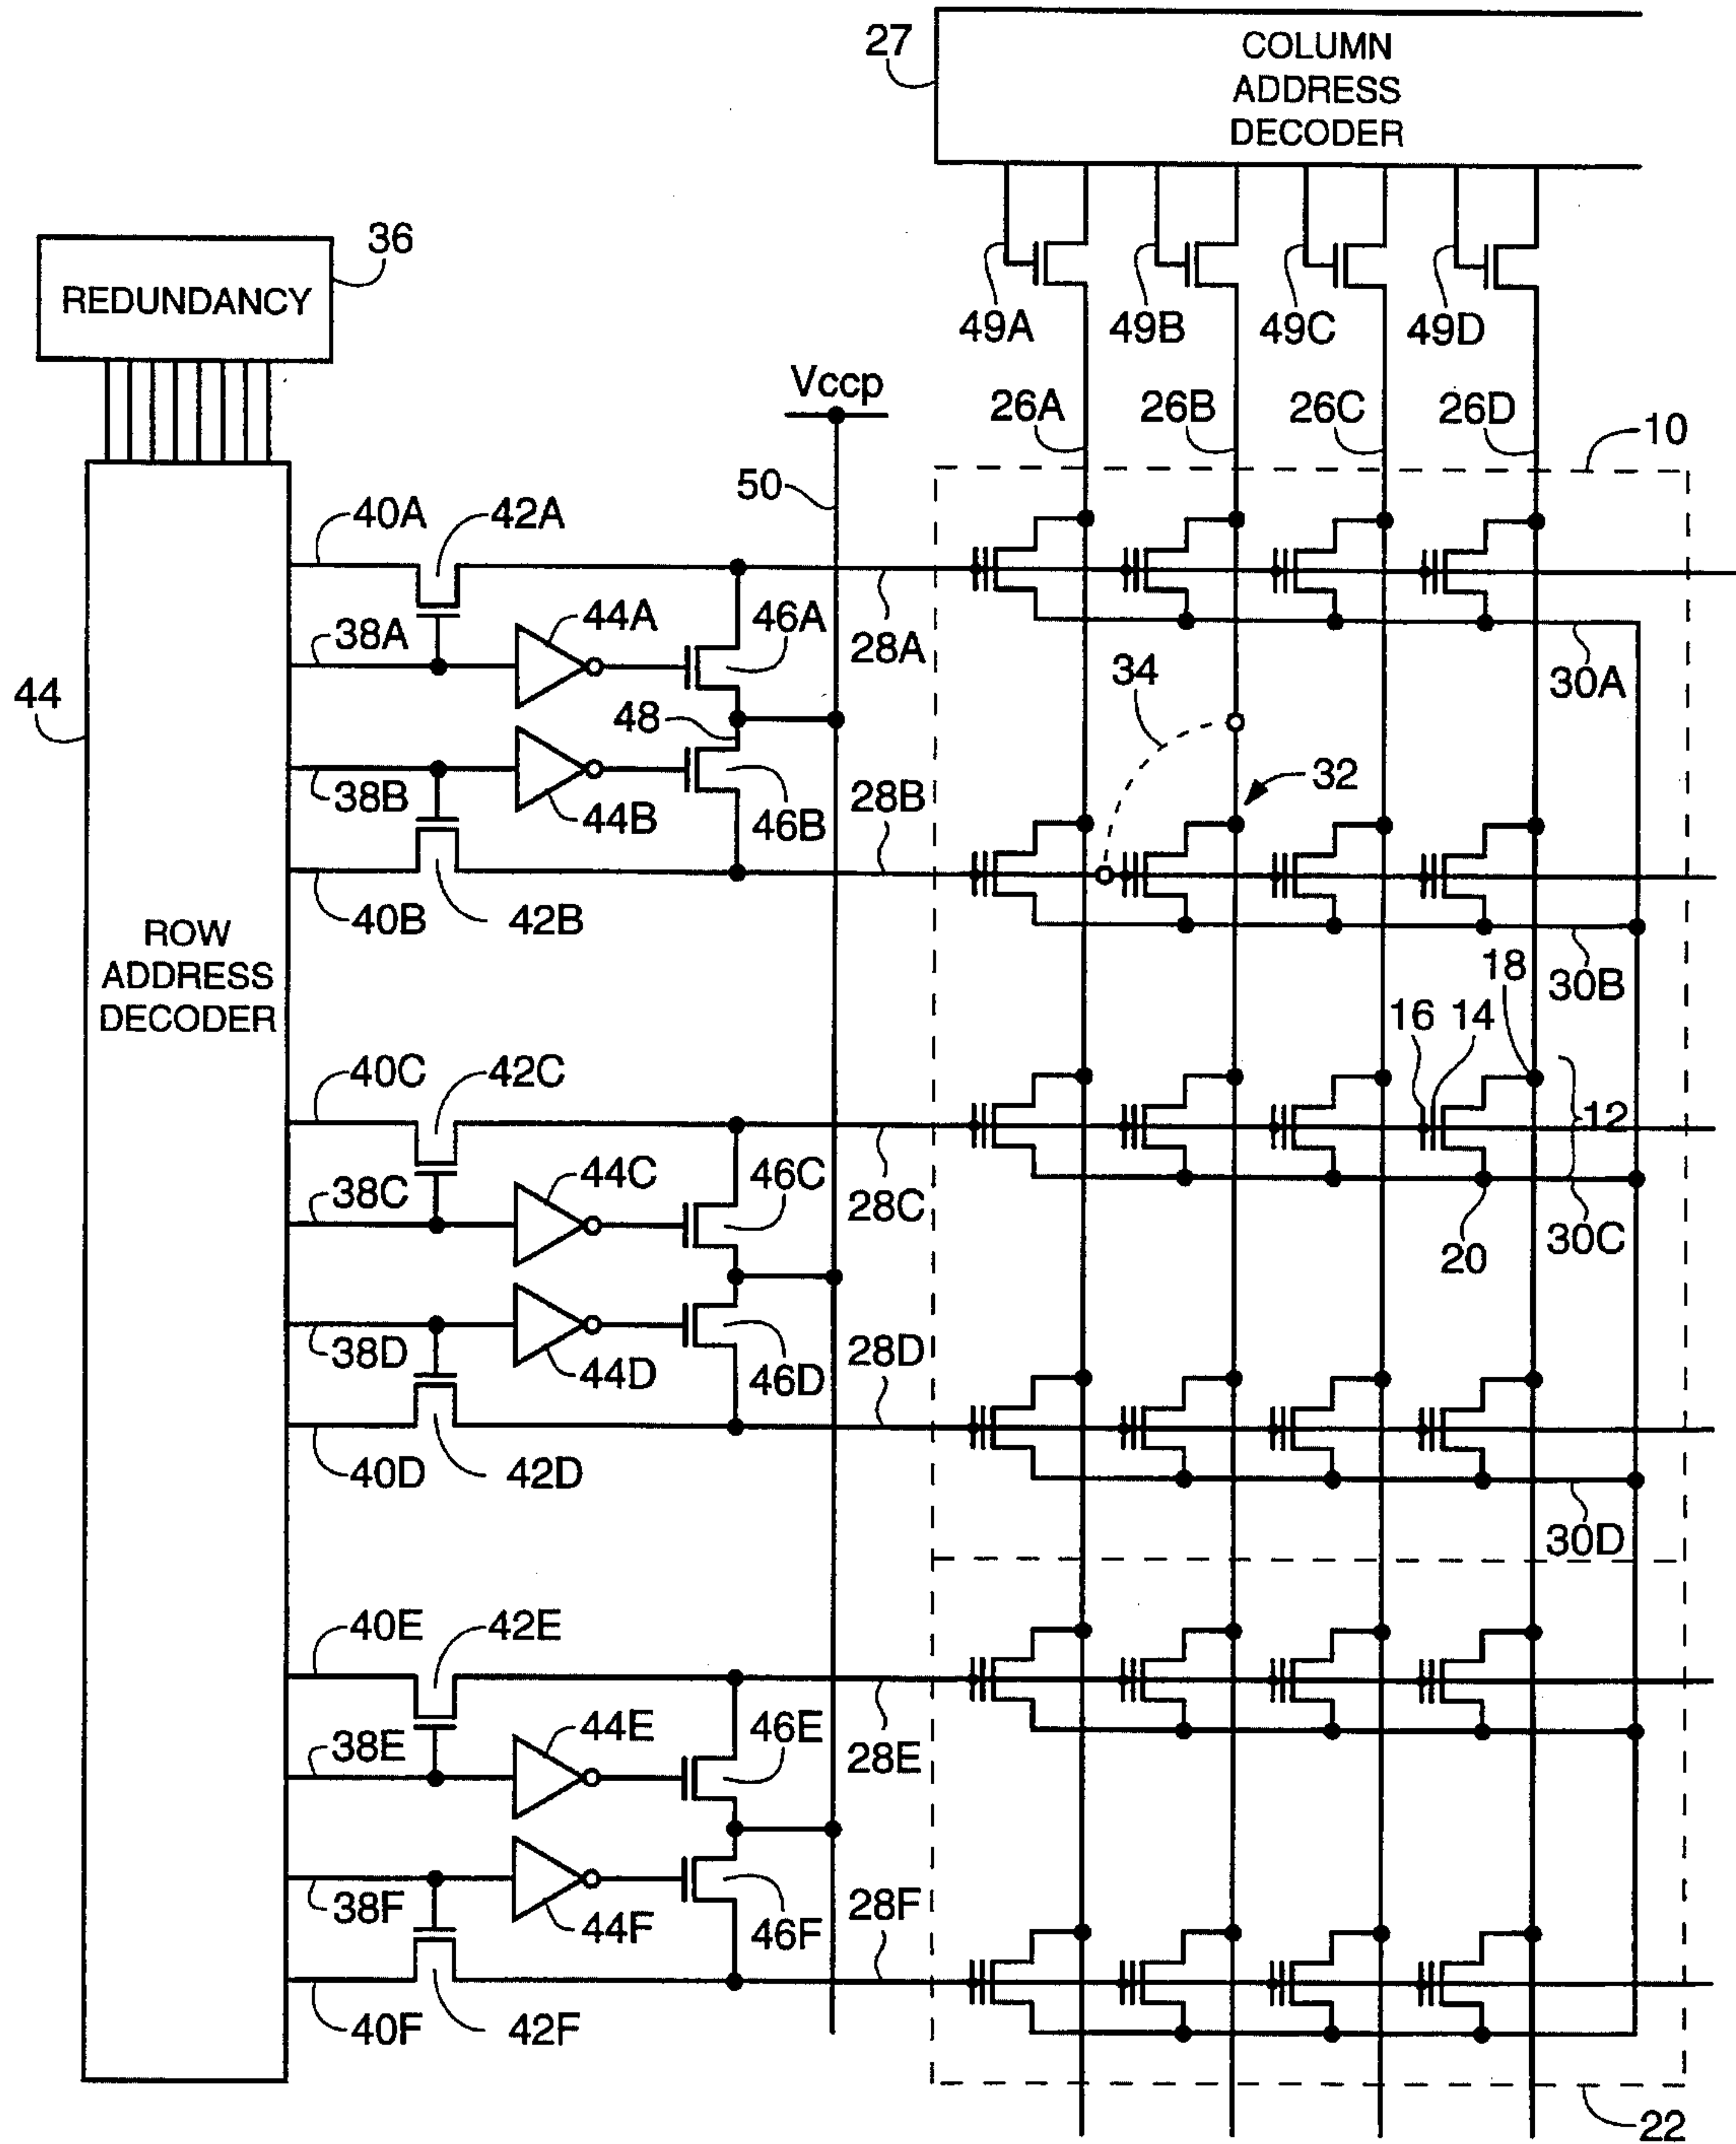 27
COLUMN
ADDRESS
DECODER
36
REDUNDANCY
49A 49B 49C 49D
Vccp
26A 26B 26C 26D
10
50
40A 42A
44A
46A
38A
28A
30A
44
34
48
38B
44B
46B
28B
32
40B 42B
ROW
ADDRESS
DECODER
30B
18
16 14
40C 42C
12
44C
46C
38C
28C
30C
20
38D
44D
46D
28D
40D 42D
30D
40E 42E
44E
46E
38E
28E
38F
44F
46F
28F
40F 42F
22